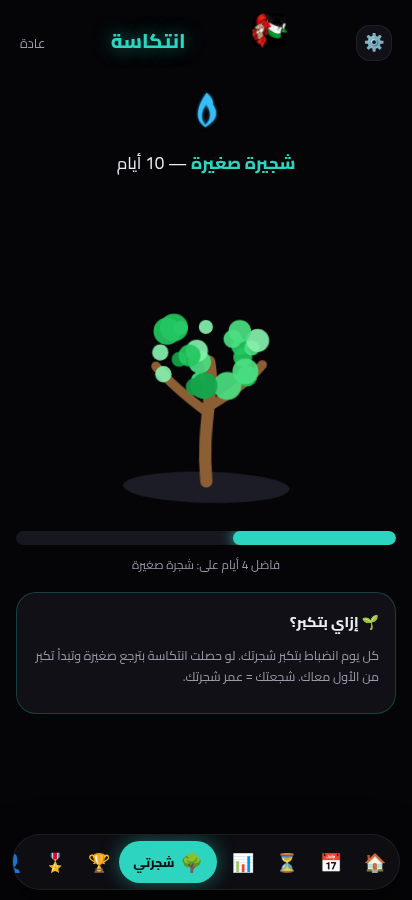 انتكاسة
عادة
شجيرة صغيرة — 10 أيام
فاضل 4 أيام على: شجرة صغيرة
🌱 إزاي بتكبر؟
كل يوم انضباط بتكبر شجرتك. لو حصلت انتكاسة بترجع صغيرة وتبدأ تكبر
من الأول معاك. شجعتك = عمر شجرتك.
شجرتي